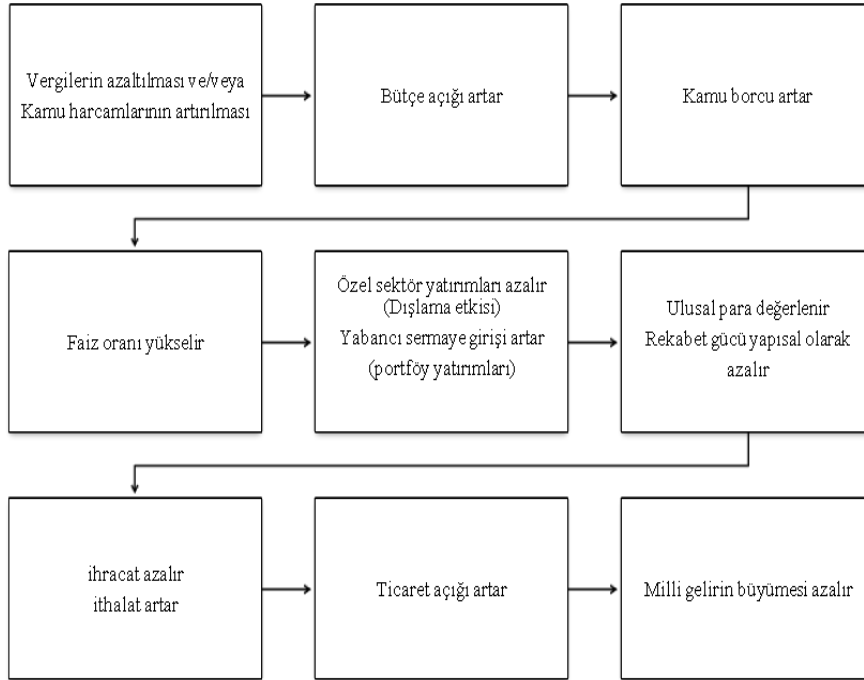 Vergilerin azaltılması ve/veya
Kamu harcamlarının artırılması
Bütçe açığı artar
Kamu borcu artar
Faiz oranı yükselir
Özel sektör yatırımları azalır
(Dışlama etkisi)
Yabancı sermaye girişi artar
(portföy yatırımları)
Ulusal para değerlenir
Rekabet gücü yapısal olarak
azalır
ihracat azalır
ithalat artar
Ticaret açığı artar
Milli gelirin büyümesi azalır